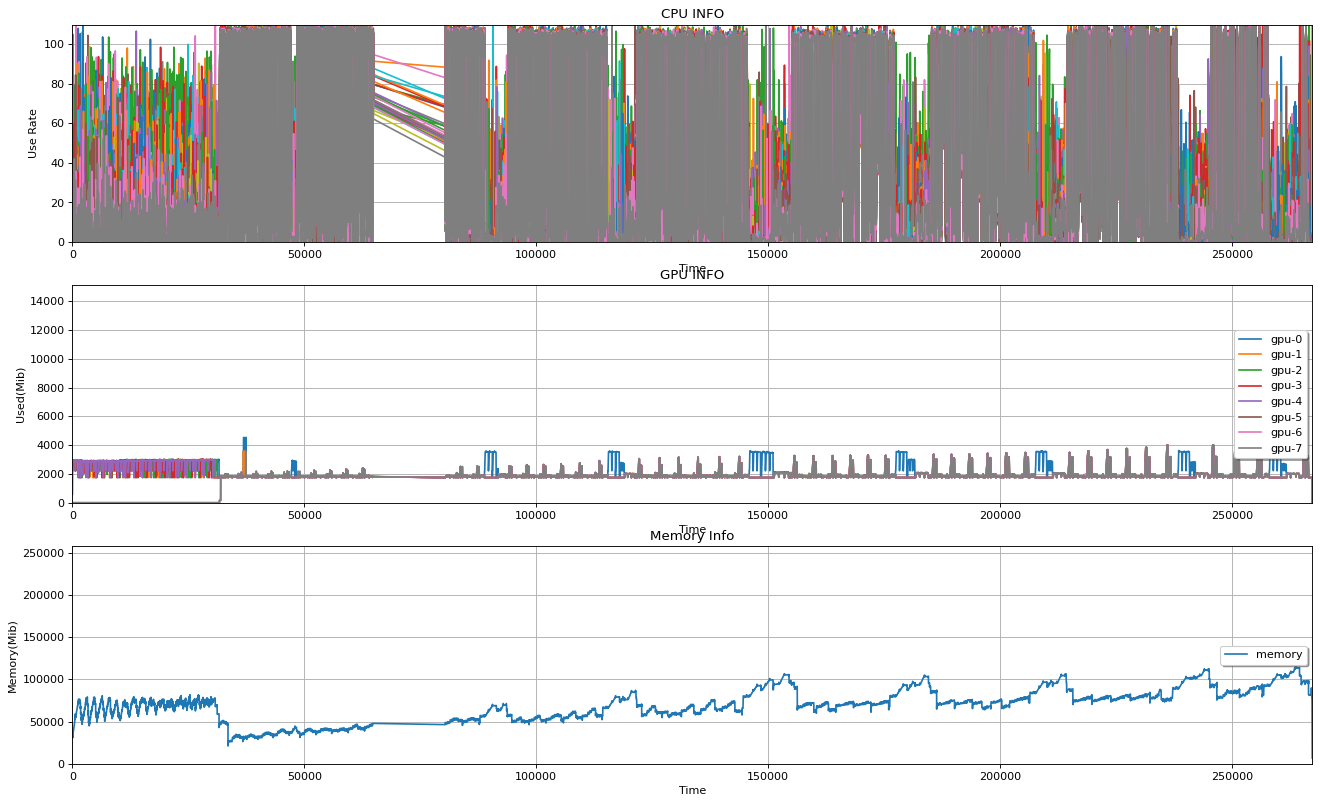 CPU INFO
100
80
60
40
20
0
Use Rate
0 50000 100000 150000 200000 250000
Time
GPU INFO
14000
12000
10000
8000
6000
4000
2000
0
Used(Mib)
gpu-0
gpu-1
gpu-2
gpu-3
gpu-4
gpu-5
gpu-6
gpu-7
0 50000 100000 150000 200000 250000
Time
Memory Info
250000
200000
150000
100000
50000
0
Memory(Mib)
memory
0 50000 100000 150000 200000 250000
Time